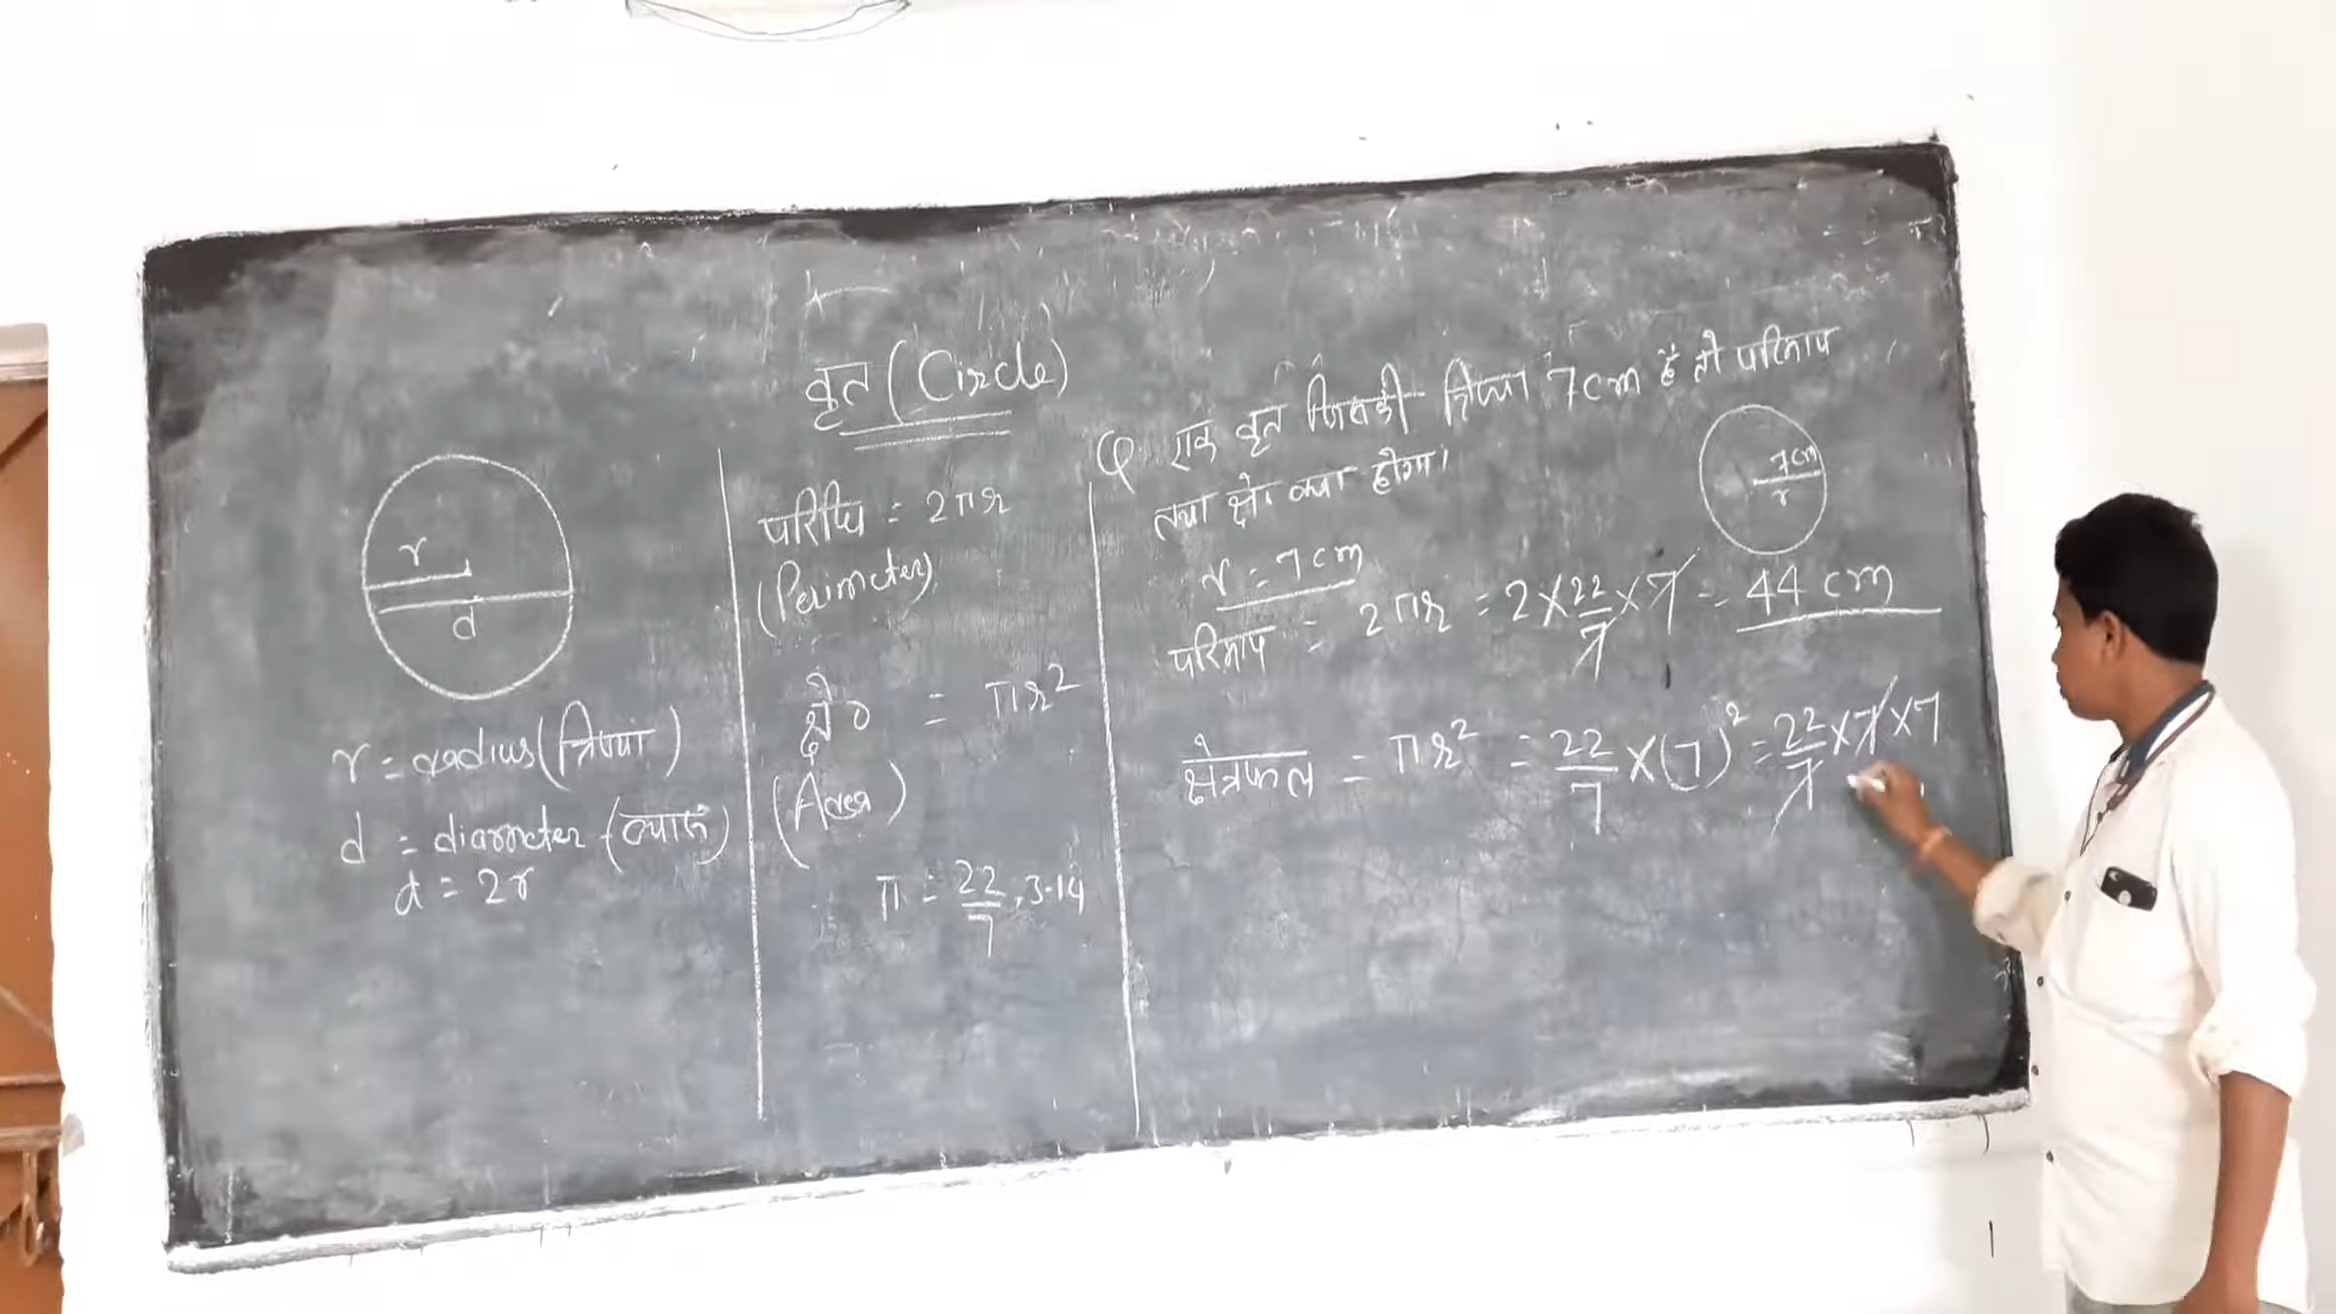 वृत (Circle)
r
d
r = radius (त्रिज्या)
d = diameter (व्यास)
d = 2r
परिधि = 2πr
(Perimeter)
क्षे० = πr²
(Area)
π = 22/7, 3.14
Q एक वृत जिसकी त्रिज्या 7cm है तो परिमाप
तथा क्षे० क्या होगा।
7cm
r
r = 7cm
परिमाप = 2πr = 2×22/7×7 = 44 cm
क्षेत्रफल = πr² = 22/7×(7)² = 22/7×7×7